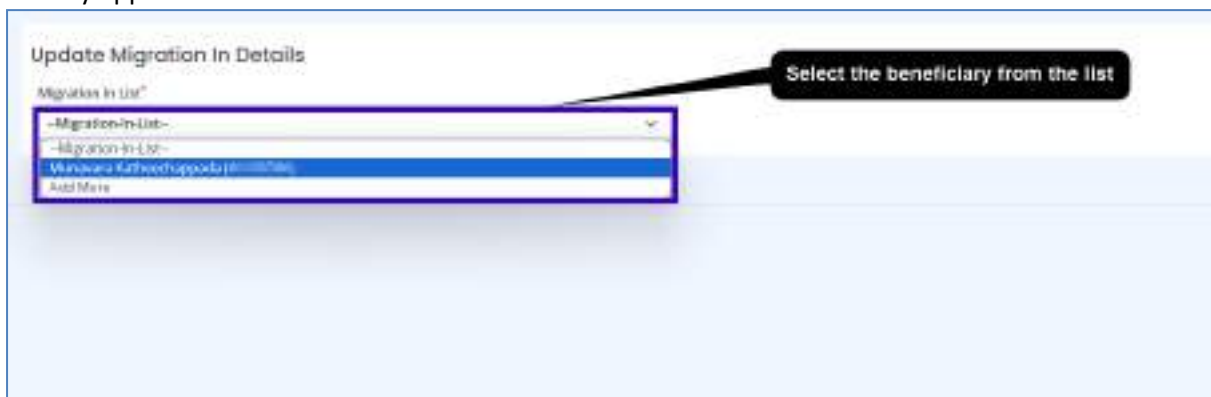 Update Migration In Details
Select the beneficiary from the list
Migration In List*
--Migration-In-List--
--Migration-In-List--
Munavara
Add More